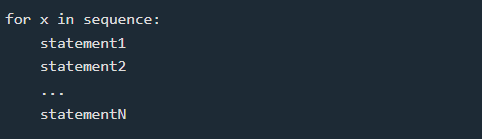 for x in sequence:
    statement1
    statement2
    ...
    statementN